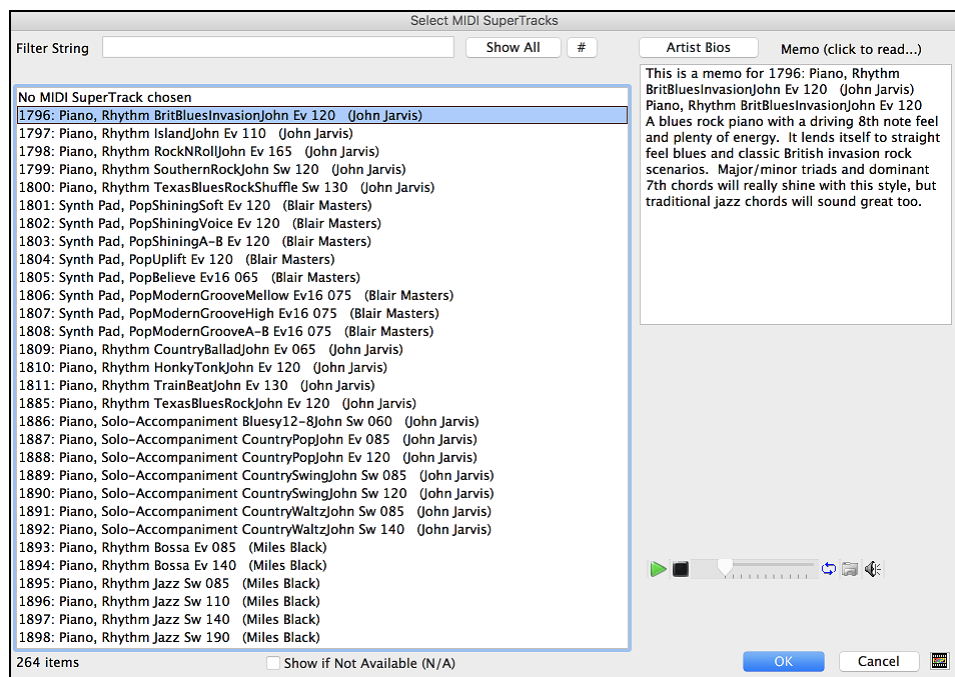 Select MIDI SuperTracks
Filter String
Show All
#
Artist Bios
Memo (click to read...)
No MIDI SuperTrack chosen
1796: Piano, Rhythm BritBluesInvasionJohn Ev 120 (John Jarvis)
1797: Piano, Rhythm IslandJohn Ev 110 (John Jarvis)
1798: Piano, Rhythm RockNRollJohn Ev 165 (John Jarvis)
1799: Piano, Rhythm SouthernRockJohn Sw 120 (John Jarvis)
1800: Piano, Rhythm TexasBluesRockShuffle Sw 130 (John Jarvis)
1801: Synth Pad, PopShiningSoft Ev 120 (Blair Masters)
1802: Synth Pad, PopShiningVoice Ev 120 (Blair Masters)
1803: Synth Pad, PopShiningA-B Ev 120 (Blair Masters)
1804: Synth Pad, PopUplift Ev 120 (Blair Masters)
1805: Synth Pad, PopBelieve Ev16 065 (Blair Masters)
1806: Synth Pad, PopModernGrooveMellow Ev16 075 (Blair Masters)
1807: Synth Pad, PopModernGrooveHigh Ev16 075 (Blair Masters)
1808: Synth Pad, PopModernGrooveA-B Ev16 075 (Blair Masters)
1809: Piano, Rhythm CountryBalladJohn Ev 065 (John Jarvis)
1810: Piano, Rhythm HonkyTonkJohn Ev 120 (John Jarvis)
1811: Piano, Rhythm TrainBeatJohn Ev 130 (John Jarvis)
1885: Piano, Rhythm TexasBluesRockJohn Ev 120 (John Jarvis)
1886: Piano, Solo-Accompaniment Bluesy12-8John Sw 060 (John Jarvis)
1887: Piano, Solo-Accompaniment CountryPopJohn Ev 085 (John Jarvis)
1888: Piano, Solo-Accompaniment CountryPopJohn Ev 120 (John Jarvis)
1889: Piano, Solo-Accompaniment CountrySwingJohn Sw 085 (John Jarvis)
1890: Piano, Solo-Accompaniment CountrySwingJohn Sw 120 (John Jarvis)
1891: Piano, Solo-Accompaniment CountryWaltzJohn Sw 085 (John Jarvis)
1892: Piano, Solo-Accompaniment CountryWaltzJohn Sw 140 (John Jarvis)
1893: Piano, Rhythm Bossa Ev 085 (Miles Black)
1894: Piano, Rhythm Bossa Ev 140 (Miles Black)
1895: Piano, Rhythm Jazz Sw 085 (Miles Black)
1896: Piano, Rhythm Jazz Sw 110 (Miles Black)
1897: Piano, Rhythm Jazz Sw 140 (Miles Black)
1898: Piano, Rhythm Jazz Sw 190 (Miles Black)
This is a memo for 1796: Piano, Rhythm
BritBluesInvasionJohn Ev 120 (John Jarvis)
Piano, Rhythm BritBluesInvasionJohn Ev 120
A blues rock piano with a driving 8th note feel
and plenty of energy. It lends itself to straight
feel blues and classic British invasion rock
scenarios. Major/minor triads and dominant
7th chords will really shine with this style, but
traditional jazz chords will sound great too.
264 items
Show if Not Available (N/A)
OK
Cancel